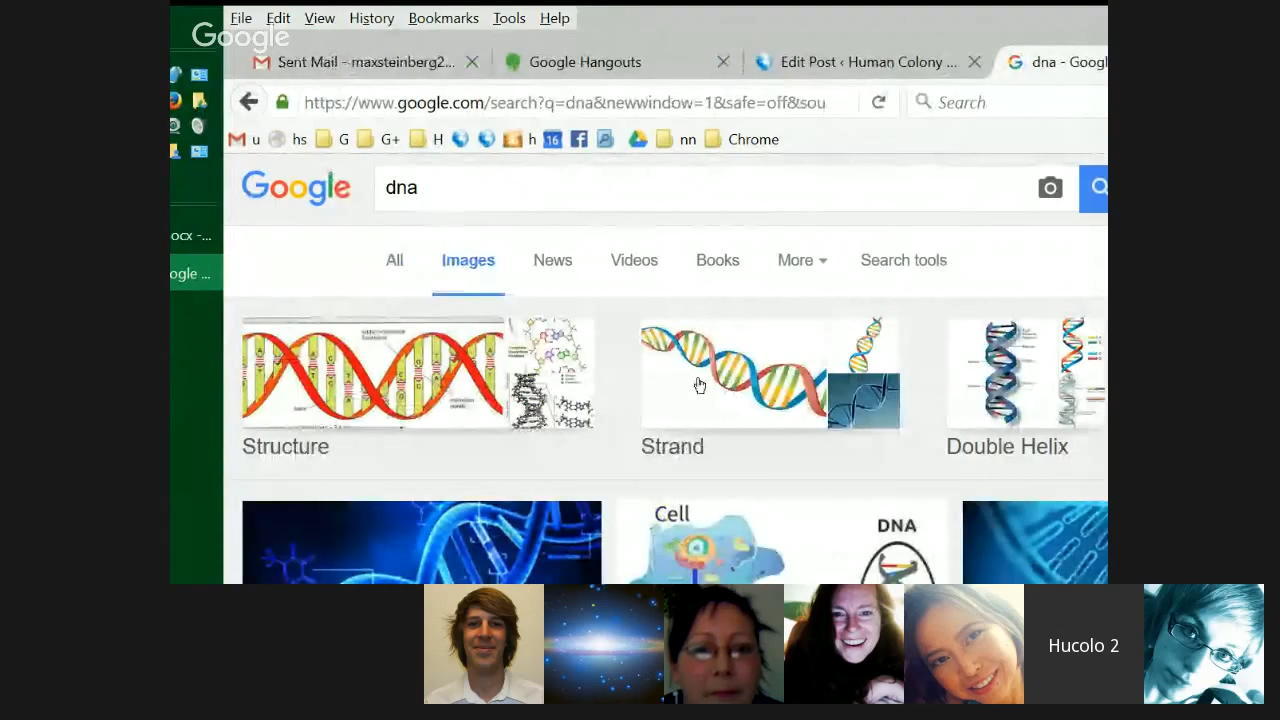 File Edit View History Bookmarks Tools Help
Google
Sent Mail - maxsteinberg2...
Google Hangouts
Edit Post ‹ Human Colony ...
dna - Googl
https://www.google.com/search?q=dna&newwindow=1&safe=off&sou
Search
u hs G G+ H h 16 nn Chrome
Google dna
ocx -...
ogle ...
All Images News Videos Books More Search tools
Structure Strand Double Helix
Cell DNA
Hucolo 2